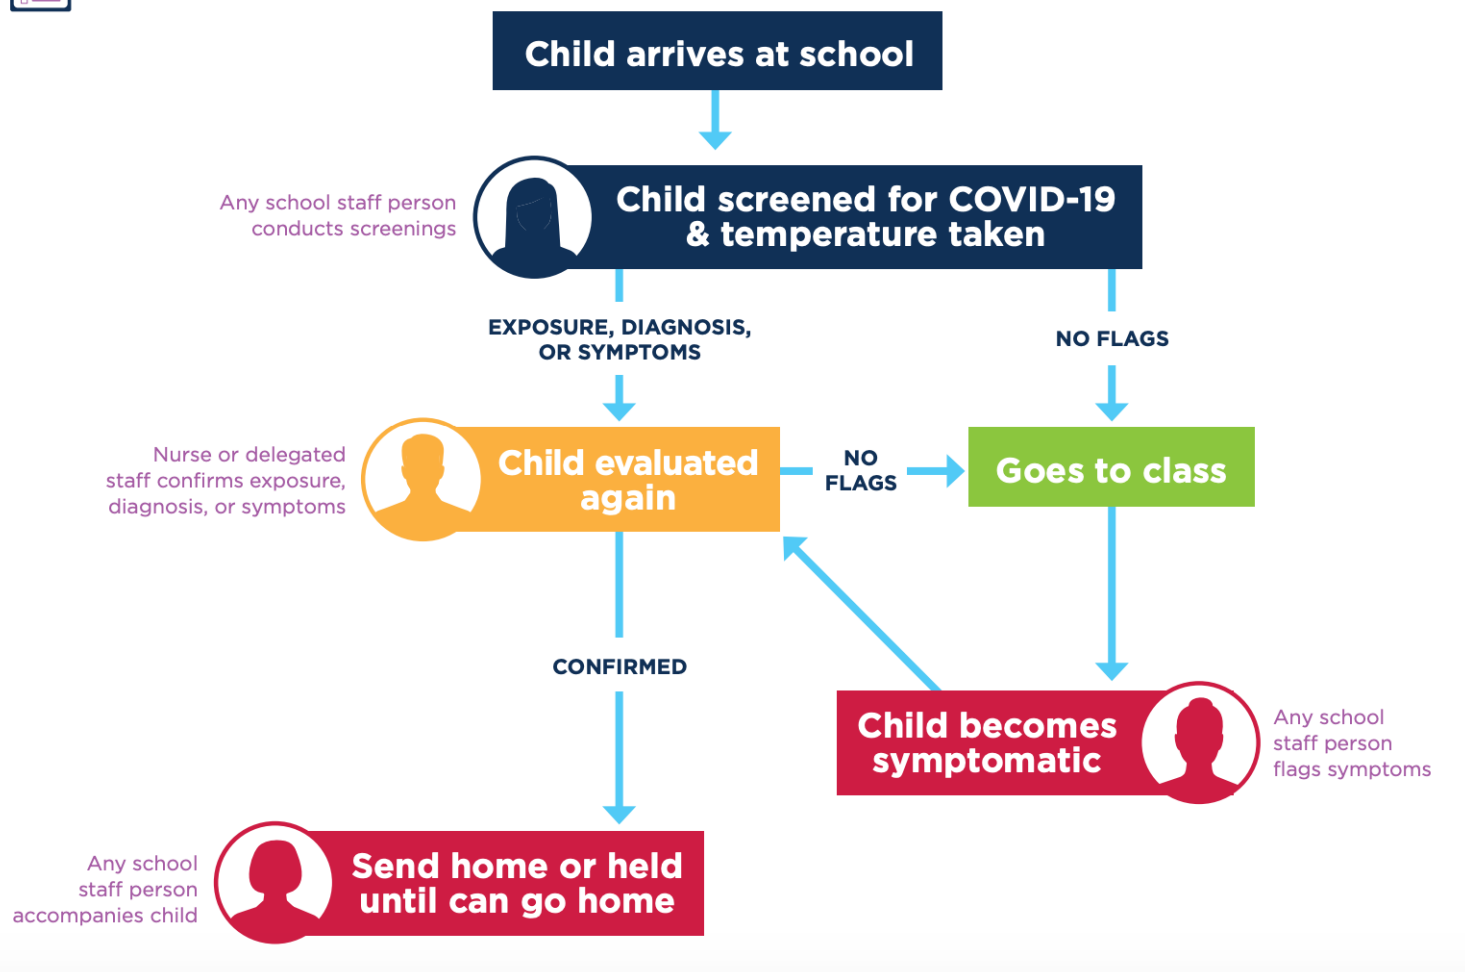 Child arrives at school
Any school staff person
conducts screenings
Child screened for COVID-19
& temperature taken
EXPOSURE, DIAGNOSIS,
OR SYMPTOMS
NO FLAGS
Nurse or delegated
staff confirms exposure,
diagnosis, or symptoms
Child evaluated
again
NO
FLAGS
Goes to class
CONFIRMED
Child becomes
symptomatic
Any school
staff person
flags symptoms
Any school
staff person
accompanies child
Send home or held
until can go home